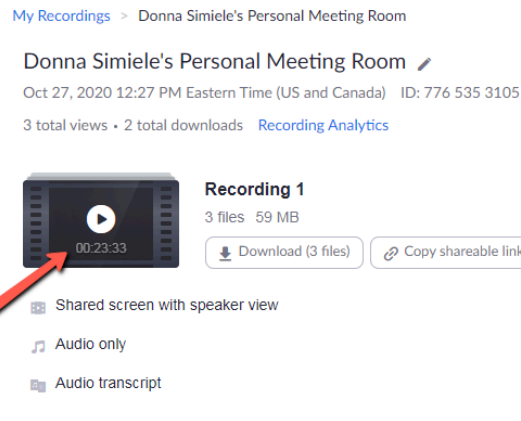 My Recordings > Donna Simiele's Personal Meeting Room
Donna Simiele's Personal Meeting Room
Oct 27, 2020 12:27 PM Eastern Time (US and Canada) ID: 776 535 3105
3 total views • 2 total downloads Recording Analytics
Recording 1
3 files 59 MB
00:23:33
Download (3 files) Copy shareable link
Shared screen with speaker view
Audio only
Audio transcript